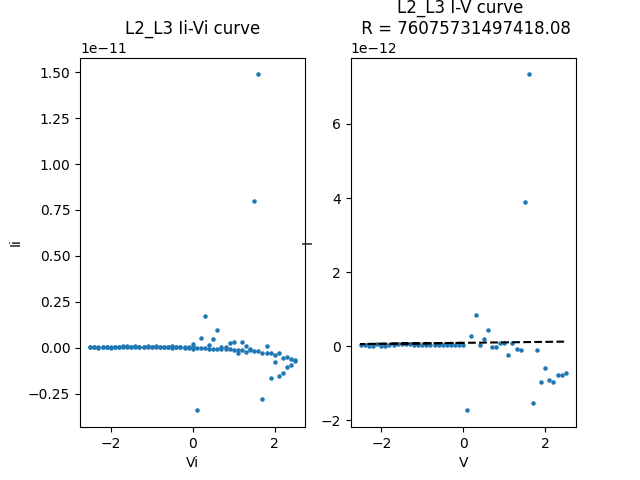 L2_L3 Ii-Vi curve
L2_L3 I-V curve
R = 76075731497418.08
1e−11
1e−12
1.50
1.25
1.00
0.75
0.50
0.25
0.00
−0.25
Ii
−2
0
2
Vi
6
4
2
0
−2
I
−2
0
2
V